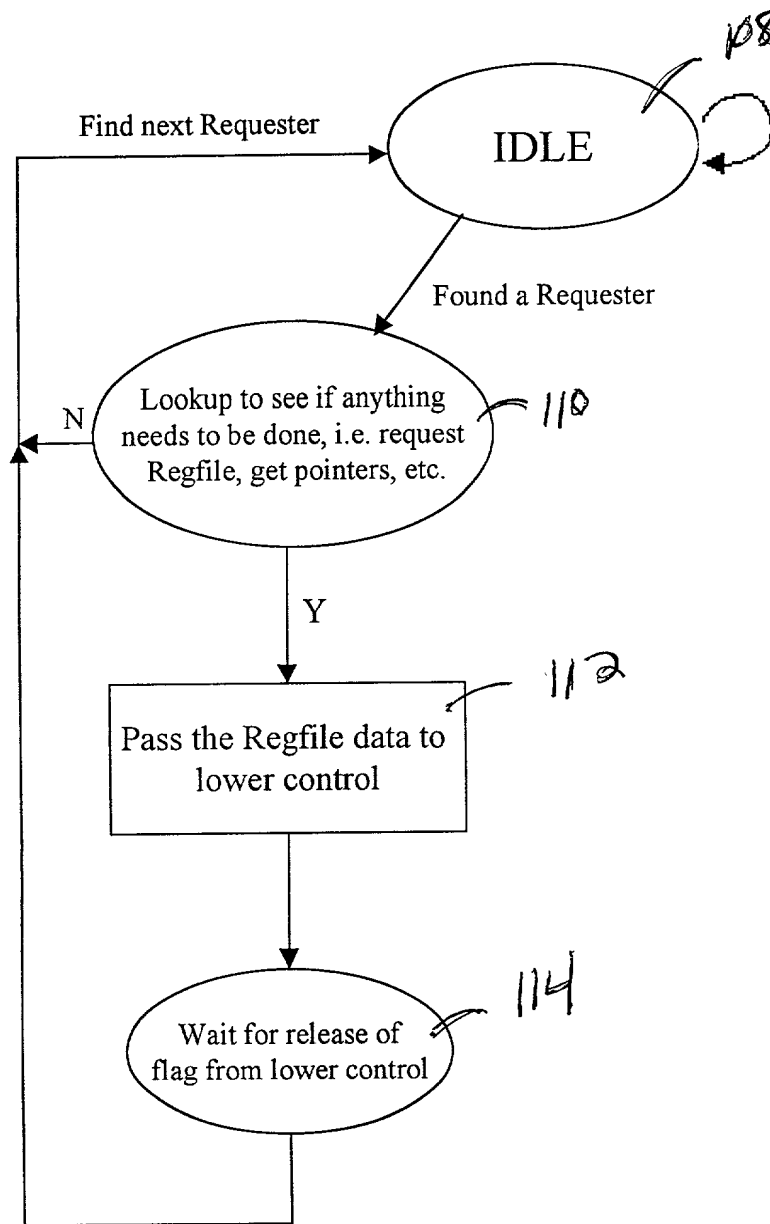 108
Find next Requester
IDLE
Found a Requester
N
Lookup to see if anything
needs to be done, i.e. request
Regfile, get pointers, etc.
110
Y
112
Pass the Regfile data to
lower control
114
Wait for release of
flag from lower control